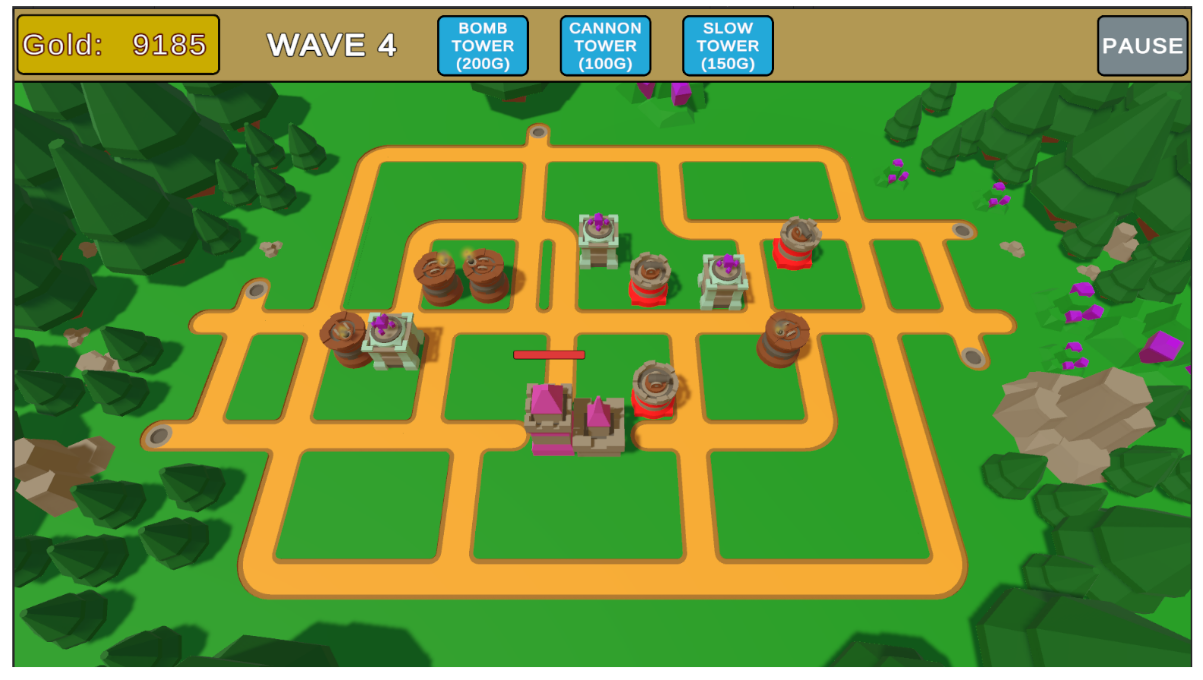 Gold: 9185
WAVE 4
BOMB
TOWER
(200G)
CANNON
TOWER
(100G)
SLOW
TOWER
(150G)
PAUSE